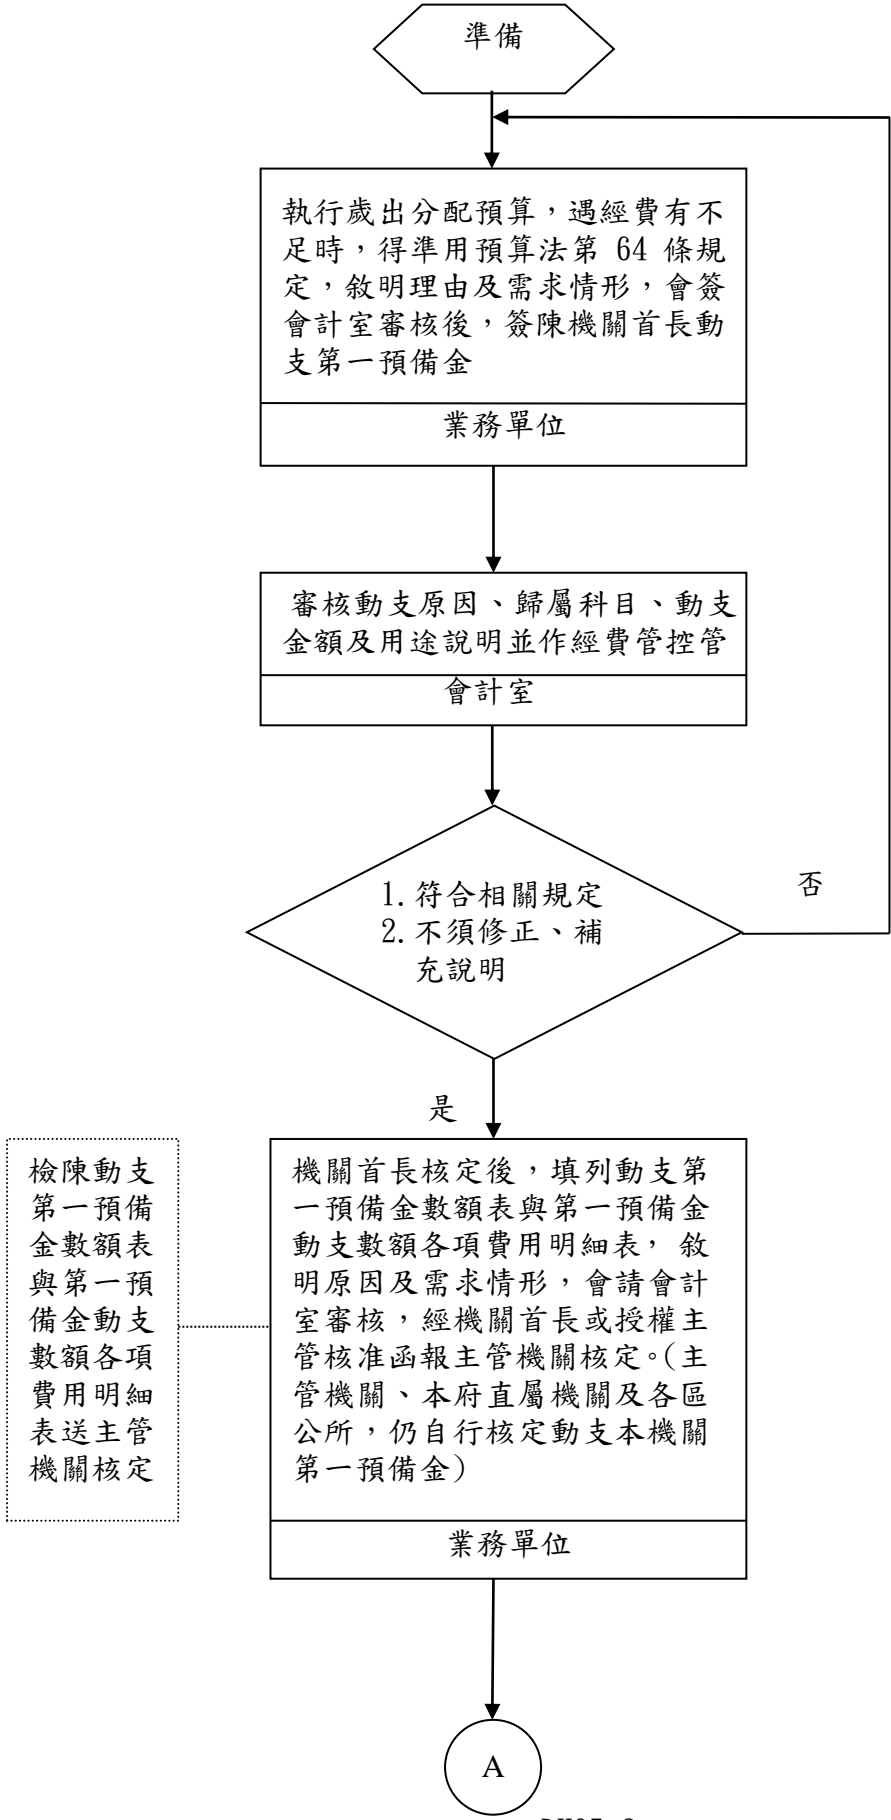 準備
執行歲出分配預算，遇經費有不
足時，得準用預算法第 64 條規
定，敘明理由及需求情形，會簽
會計室審核後，簽陳機關首長動
支第一預備金
業務單位
審核動支原因、歸屬科目、動支
金額及用途說明並作經費管控管
會計室
1.符合相關規定
2.不須修正、補
充說明
否
是
檢陳動支
第一預備
金數額表
與第一預
備金動支
數額各項
費用明細
表送主管
機關核定
機關首長核定後，填列動支第
一預備金數額表與第一預備金
動支數額各項費用明細表， 敘
明原因及需求情形，會請會計
室審核，經機關首長或授權主
管核准函報主管機關核定。(主
管機關、本府直屬機關及各區
公所，仍自行核定動支本機關
第一預備金)
業務單位
A